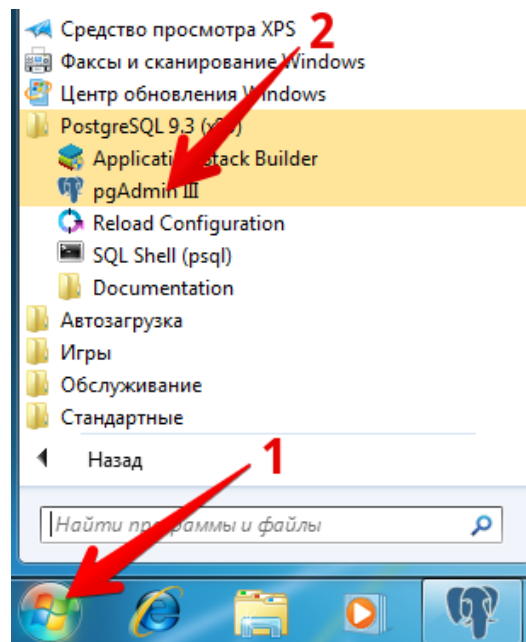 Средство просмотра XPS
2
Факсы и сканирование Windows
Центр обновления Windows
PostgreSQL 9.3
Application Stack Builder
pgAdmin III
Reload Configuration
SQL Shell (psql)
Documentation
Автозагрузка
Игры
Обслуживание
Стандартные
Назад
1
Найти программы и файлы